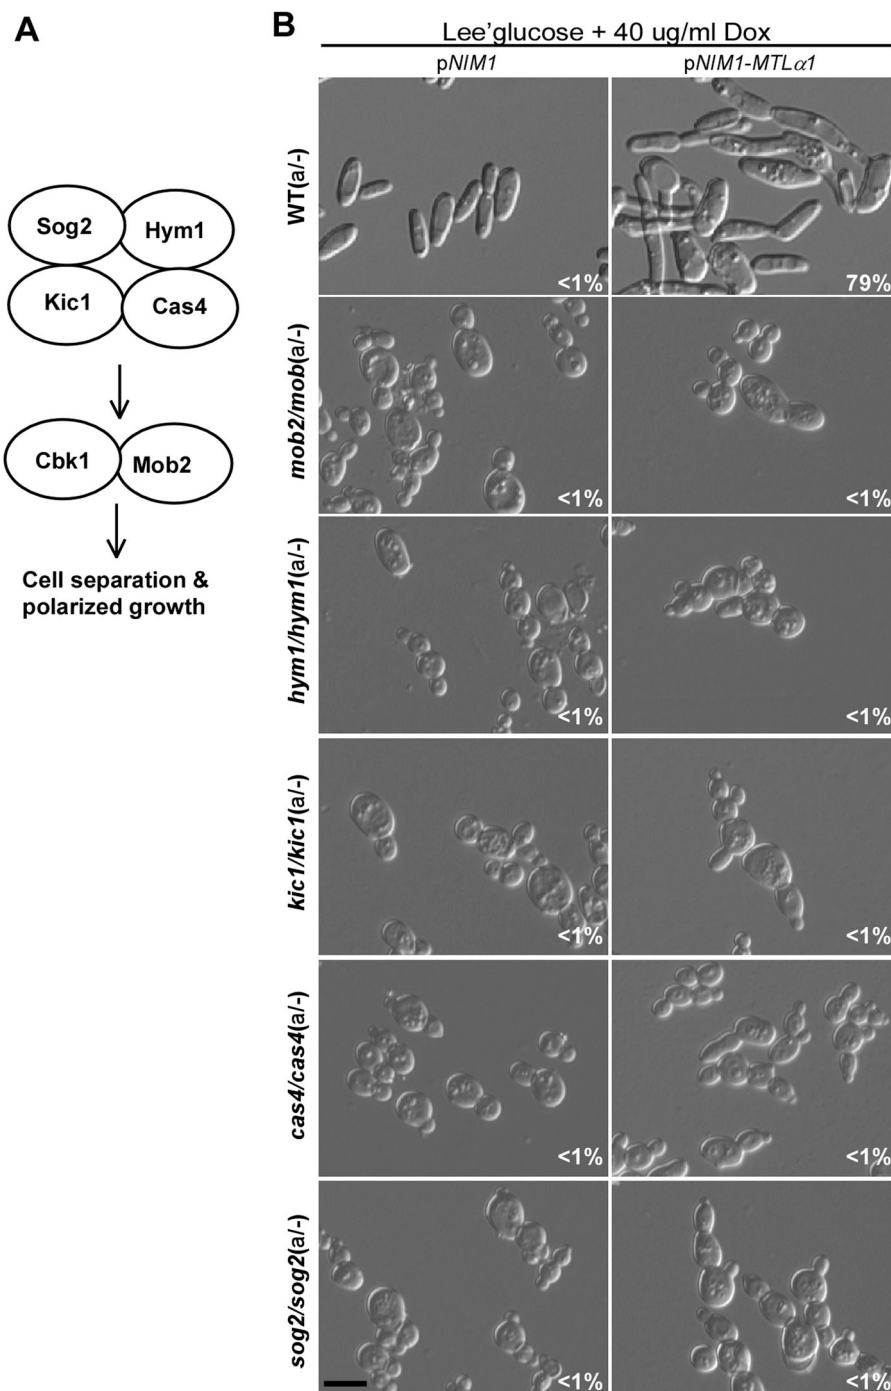 A
Sog2
Hym1
Kic1
Cas4
Cbk1
Mob2
Cell separation &
polarized growth
B
Lee'glucose + 40 ug/ml Dox
pNIM1
pNIM1-MTLα1
WT(a/-)
<1%
79%
mob2/mob(a/-)
<1%
<1%
hym1/hym1(a/-)
<1%
<1%
kic1/kic1(a/-)
<1%
<1%
cas4/cas4(a/-)
<1%
<1%
sog2/sog2(a/-)
<1%
<1%